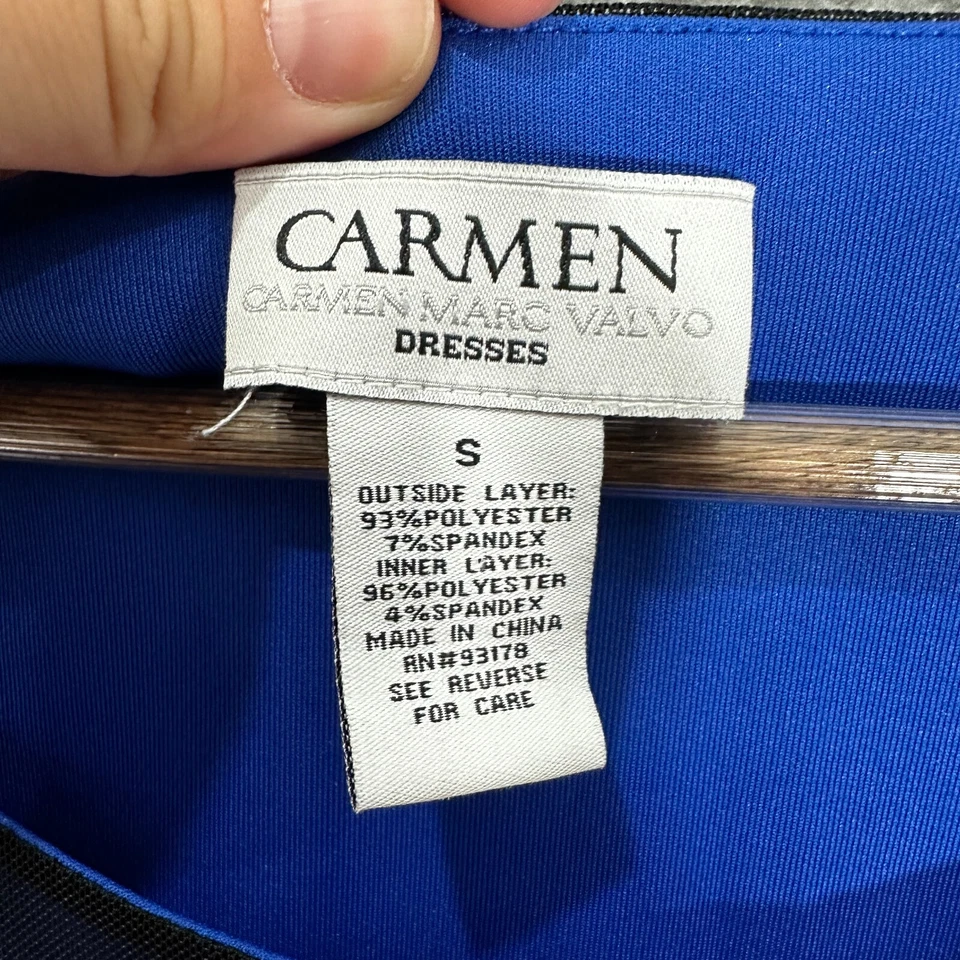 CARMEN
CARMEN MARC VALVO
DRESSES
S
OUTSIDE LAYER:
93%POLYESTER
7%SPANDEX
INNER LAYER:
96%POLYESTER
4%SPANDEX
MADE IN CHINA
RN#93178
SEE REVERSE
FOR CARE